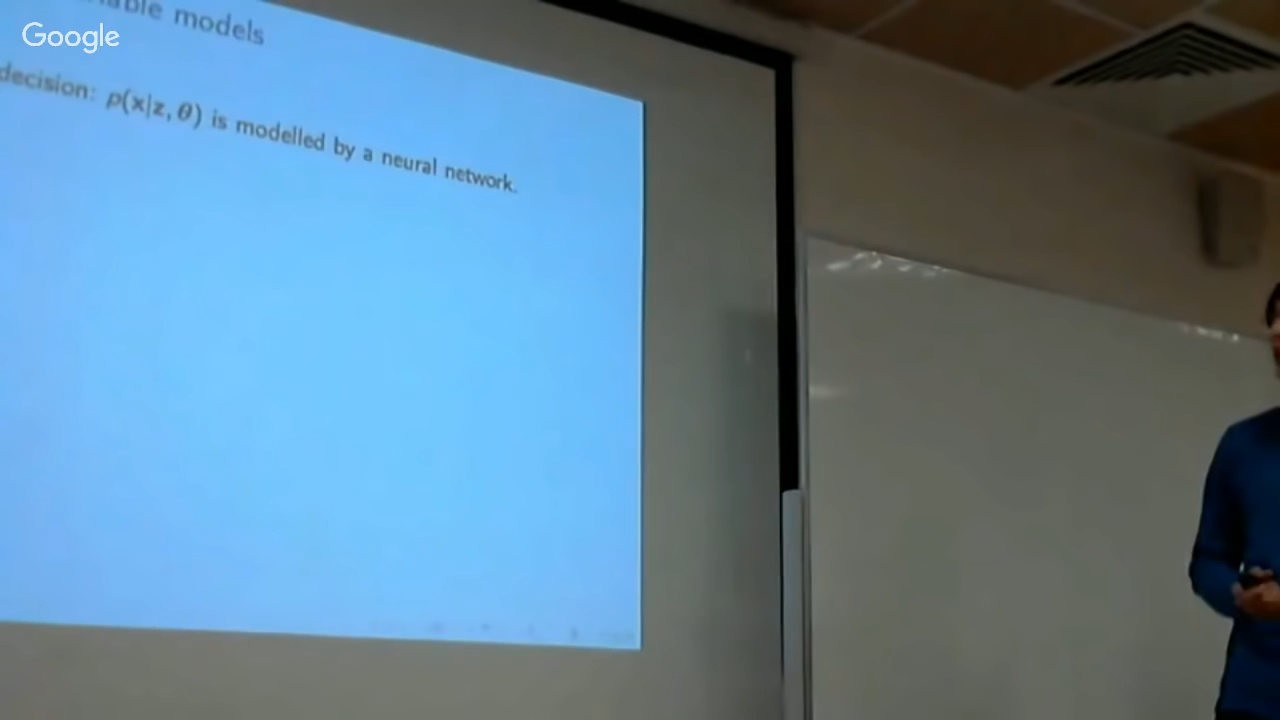 Google
models
decision: p(x|z, θ) is modelled by a neural network.